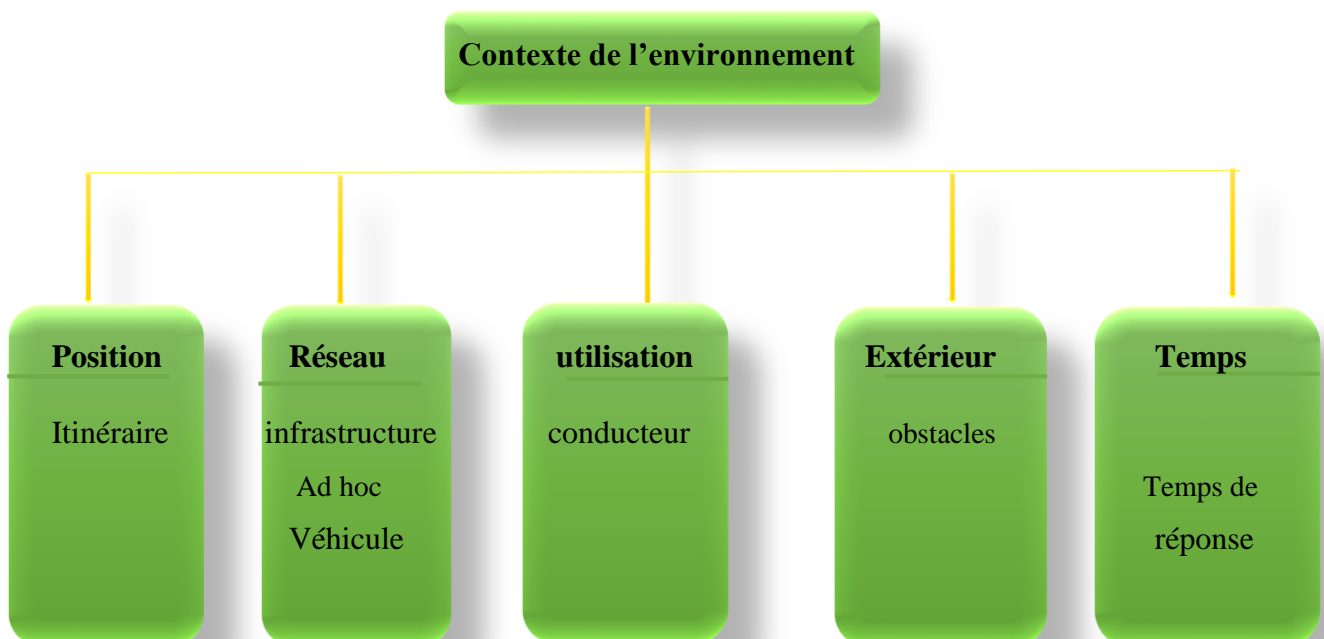 Contexte de l’environnement
Position
Itinéraire
Réseau
infrastructure
Ad hoc
Véhicule
utilisation
conducteur
Extérieur
obstacles
Temps
Temps de
réponse